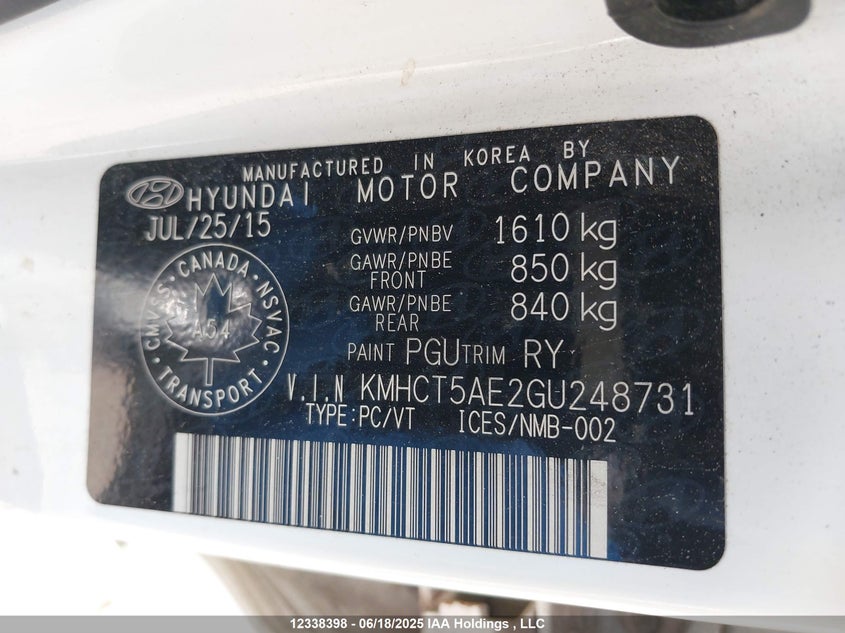 MANUFACTURED IN KOREA BY
HYUNDAI MOTOR COMPANY
JUL/25/15
GVWR/PNBV 1610 kg
GAWR/PNBE FRONT 850 kg
GAWR/PNBE REAR 840 kg
PAINT PGU TRIM RY
CMVSS · CANADA · NSVAC
A54
TRANSPORT
V.I.N KMHCT5AE2GU248731
TYPE:PC/VT ICES/NMB-002
12338398 - 06/18/2025 IAA Holdings , LLC